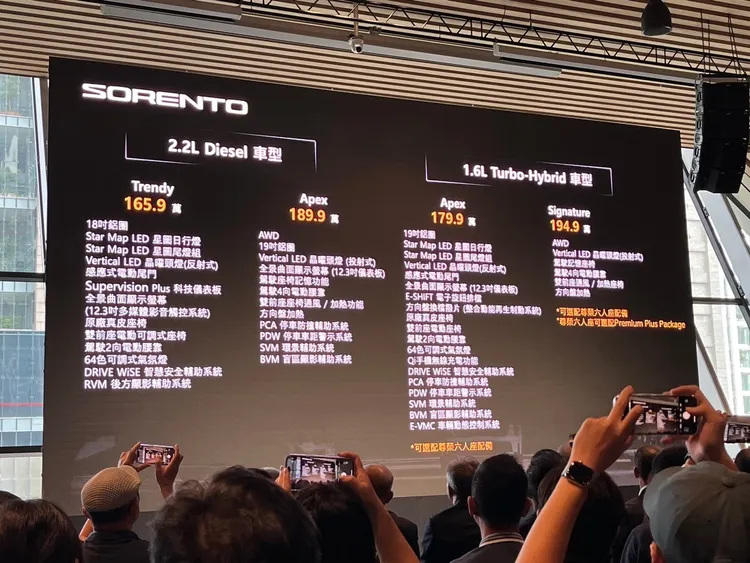 SORENTO
2.2L Diesel 車型
Trendy
165.9 萬
18吋鋁圈
Star Map LED 星圖日行燈
Star Map LED 星圖尾燈組
Vertical LED 晶曜頭燈(反射式)
感應式電動尾門
Supervision Plus 科技儀表板
全景曲面顯示螢幕
(12.3吋多媒體影音觸控系統)
原廠真皮座椅
雙前座電動可調式座椅
駕駛2向電動腰靠
64色可調式氣氛燈
DRIVE WiSE 智慧安全輔助系統
RVM 後方顯影輔助系統
Apex
189.9 萬
AWD
19吋鋁圈
Vertical LED 晶曜頭燈 (投射式)
全景曲面顯示螢幕 (12.3吋儀表板)
駕駛座椅記憶功能
駕駛4向電動腰靠
雙前座座椅通風 / 加熱功能
方向盤加熱
PCA 停車防撞輔助系統
PDW 停車車距警示系統
SVM 環景輔助系統
BVM 盲區顯影輔助系統
1.6L Turbo-Hybrid 車型
Apex
179.9 萬
19吋鋁圈
Star Map LED 星圖日行燈
Star Map LED 星圖尾燈組
Vertical LED 晶曜頭燈(反射式)
感應式電動尾門
全景曲面顯示螢幕 (12.3吋儀表板)
E-SHIFT 電子旋鈕排檔
方向盤換檔撥片 (整合動能再生制動系統)
原廠真皮座椅
雙前座電動座椅
駕駛2向電動腰靠
64色可調式氣氛燈
Qi手機無線充電功能
DRIVE WiSE 智慧安全輔助系統
PCA 停車防撞輔助系統
PDW 停車車距警示系統
SVM 環景輔助系統
BVM 盲區顯影輔助系統
E-VMC 車輛動態控制系統
*可選配尊榮六人座配備
Signature
194.9 萬
AWD
Vertical LED 晶曜頭燈(投射式)
駕駛記憶座椅
駕駛4向電動腰靠
雙前座通風 / 加熱座椅
方向盤加熱
*可選配尊榮六人座配備
*尊榮六人座可選配Premium Plus Package